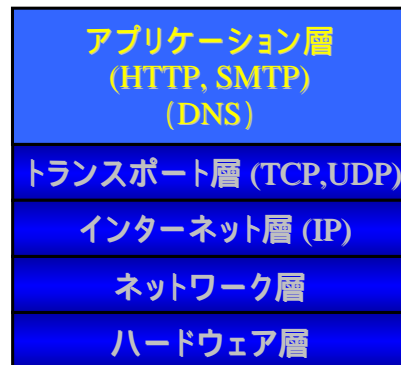 アプリケーション層
(HTTP, SMTP)
(DNS)
トランスポート層 (TCP,UDP)
インターネット層 (IP)
ネットワーク層
ハードウェア層